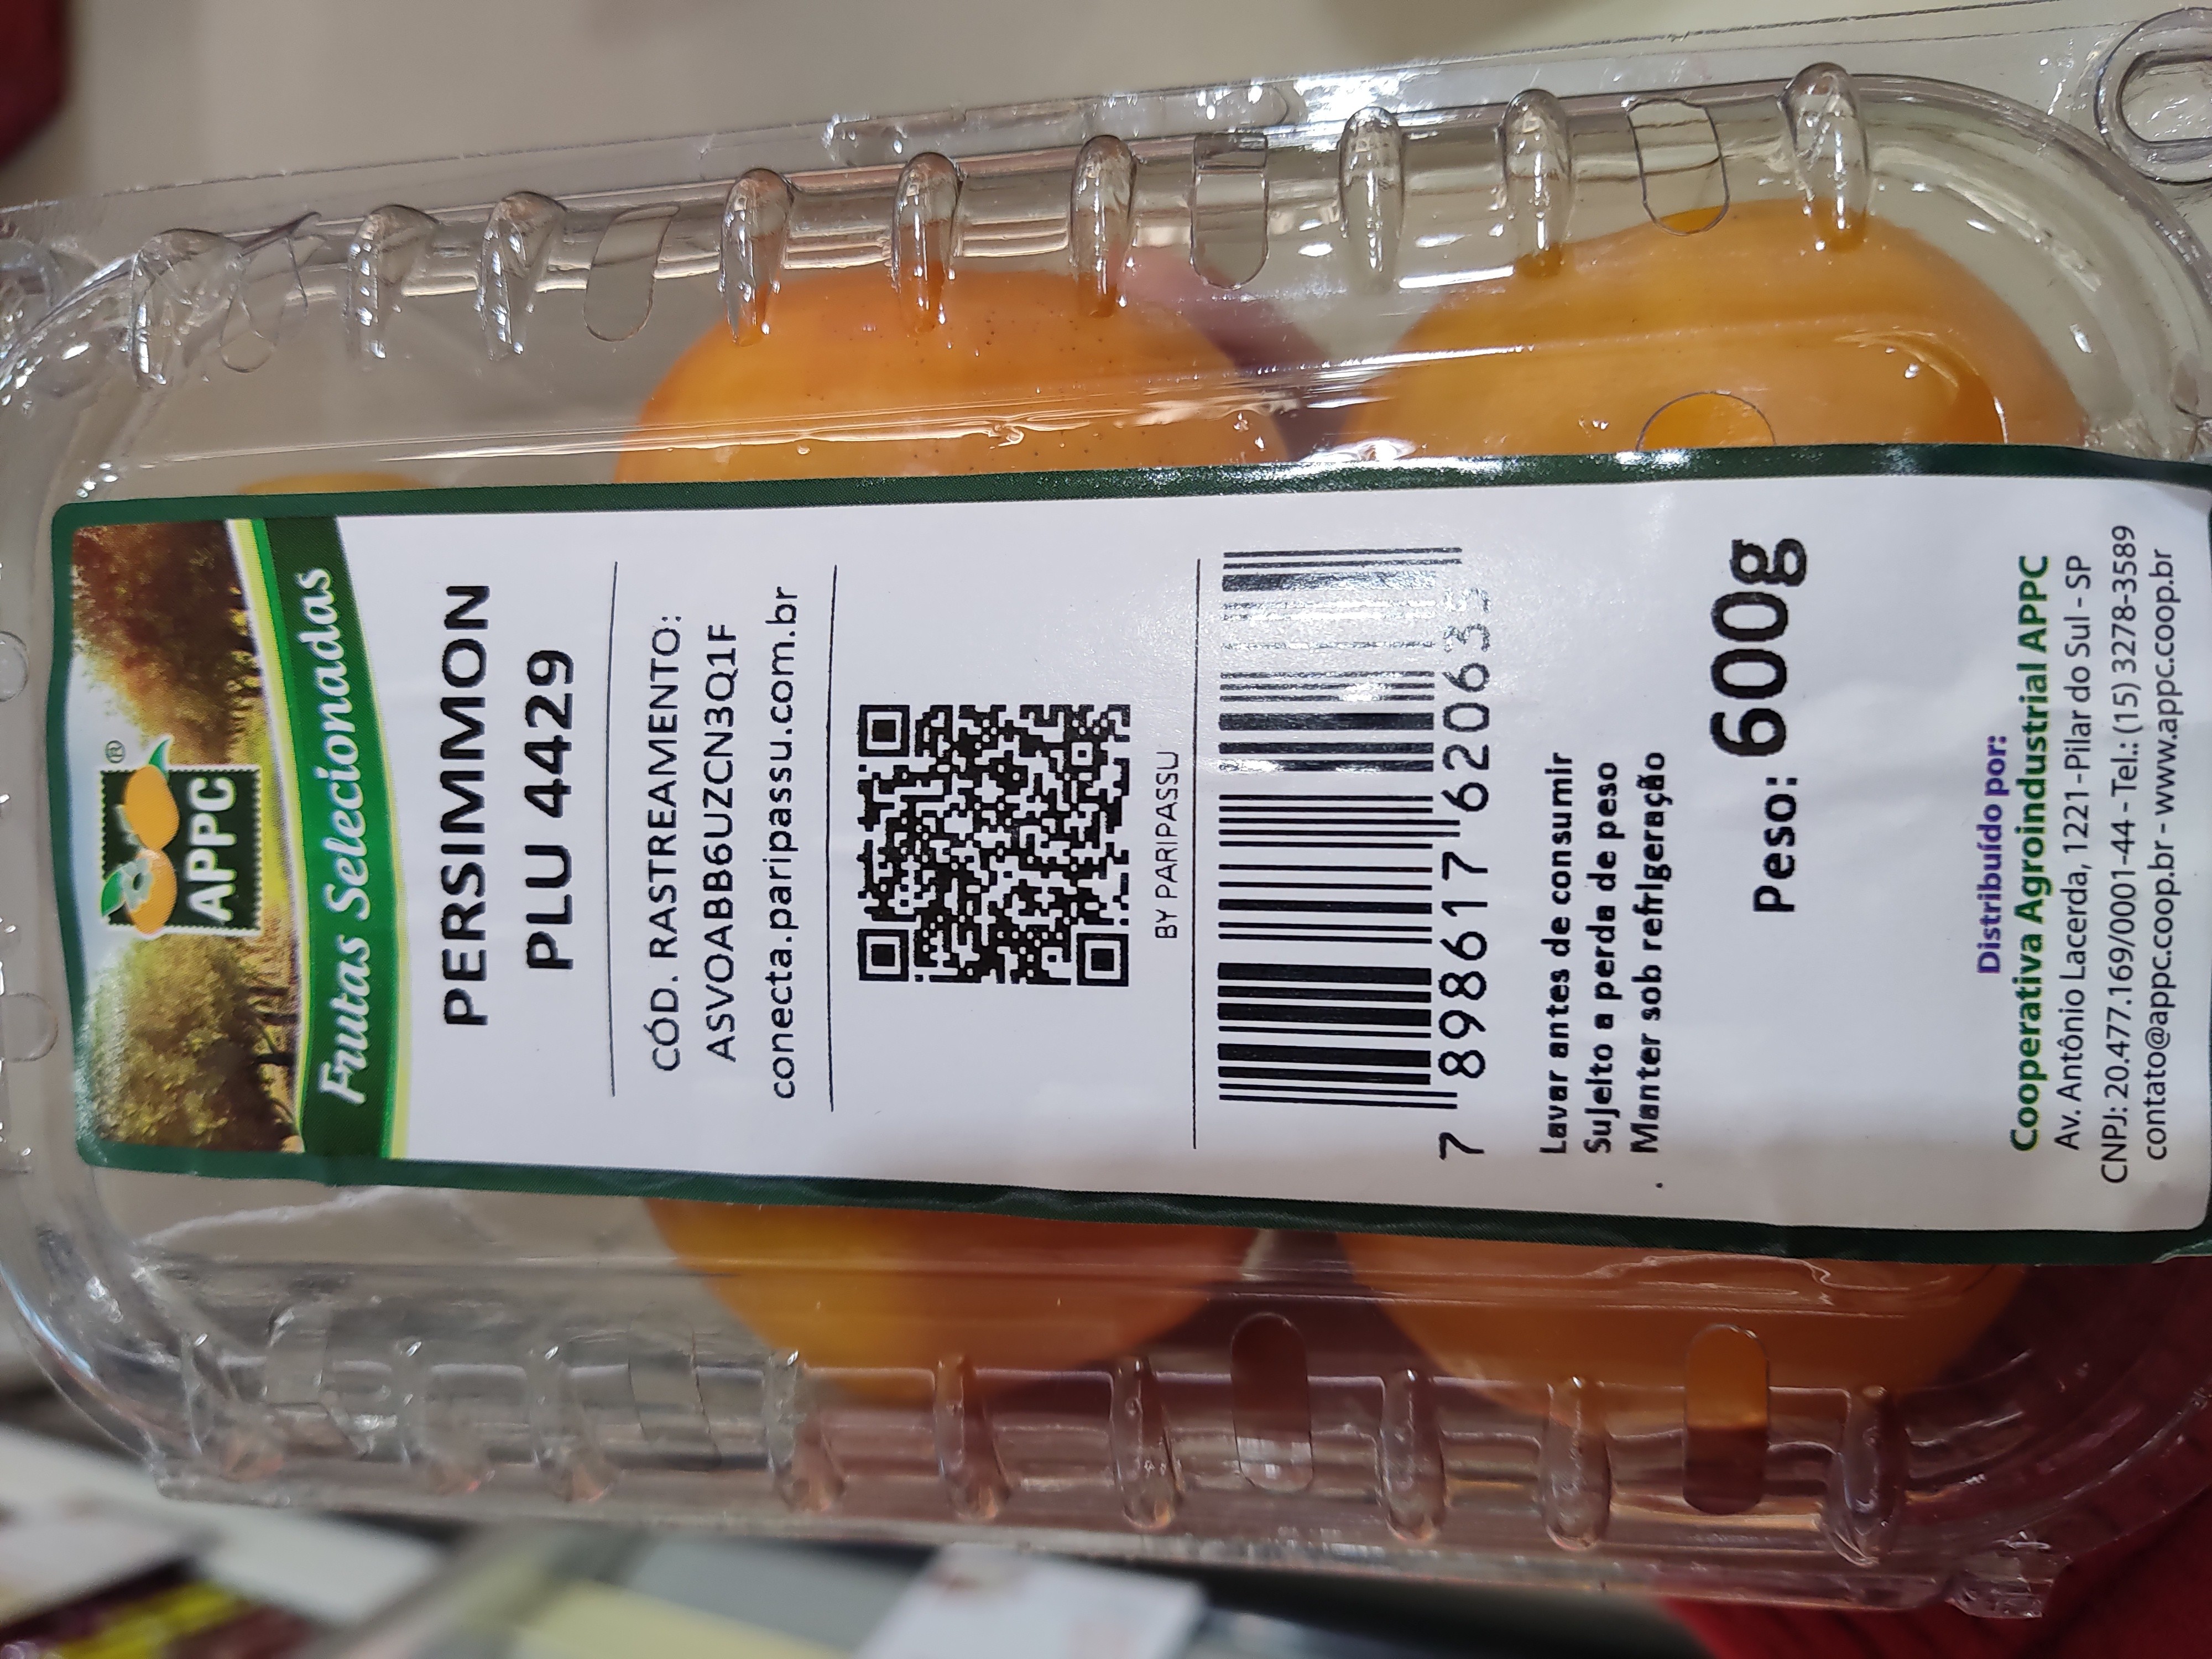 APPC®
Frutas Selecionadas
PERSIMMON
PLU 4429
CÓD. RASTREAMENTO:
ASVOABB6UZCN3Q1F
conecta.paripassu.com.br
BY PARIPASSU
7 898617 620635
Lavar antes de consumir
Sujeito a perda de peso
. Manter sob refrigeração
Peso: 600g
Distribuído por:
Cooperativa Agroindustrial APPC
Av. Antônio Lacerda, 1221 - Pilar do Sul - SP
CNPJ: 20.477.169/0001-44 - Tel.: (15) 3278-3589
contato@appc.coop.br - www.appc.coop.br